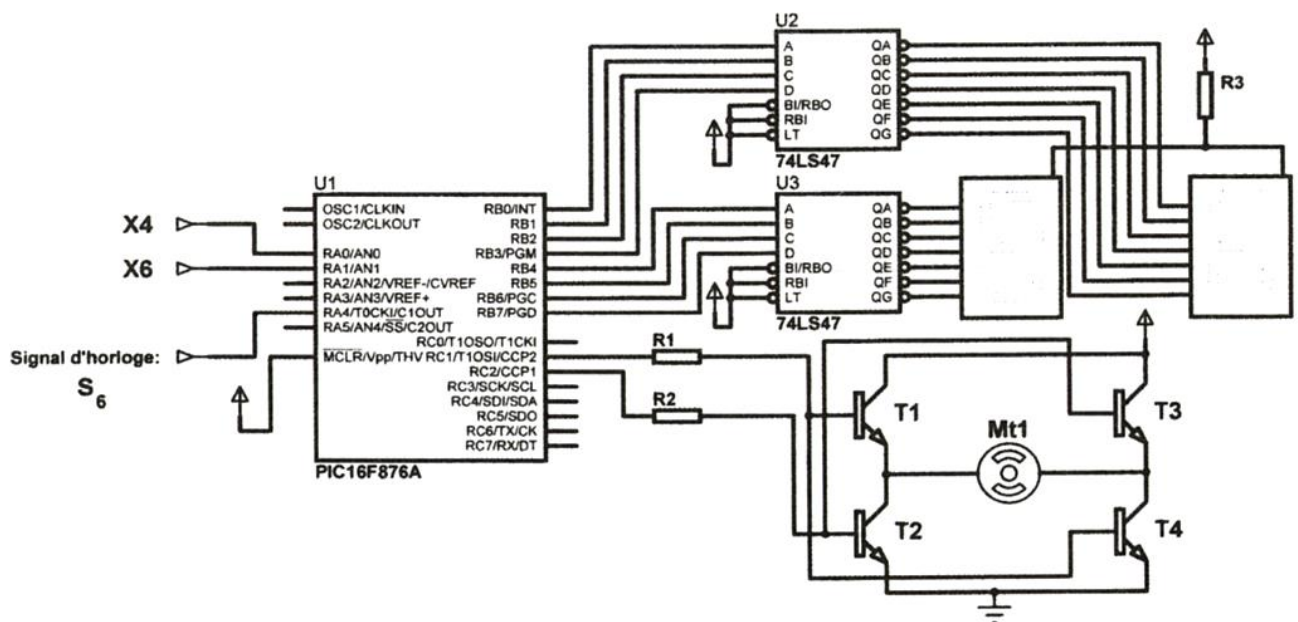 U2
A
B
C
D
BI/RBO
RBI
LT
QA
QB
QC
QD
QE
QF
QG
74LS47
R3
U3
A
B
C
D
BI/RBO
RBI
LT
QA
QB
QC
QD
QE
QF
QG
74LS47
U1
X4
X6
Signal d'horloge:
S6
OSC1/CLKIN
OSC2/CLKOUT
RA0/AN0
RA1/AN1
RA2/AN2/VREF-/CVREF
RA3/AN3/VREF+
RA4/T0CKI/C1OUT
RA5/AN4/SS/C2OUT
MCLR/Vpp/THV
RB0/INT
RB1
RB2
RB3/PGM
RB4
RB5
RB6/PGC
RB7/PGD
RC0/T1OSO/T1CKI
RC1/T1OSI/CCP2
RC2/CCP1
RC3/SCK/SCL
RC4/SDI/SDA
RC5/SDO
RC6/TX/CK
RC7/RX/DT
PIC16F876A
R1
R2
T1
T3
Mt1
T2
T4